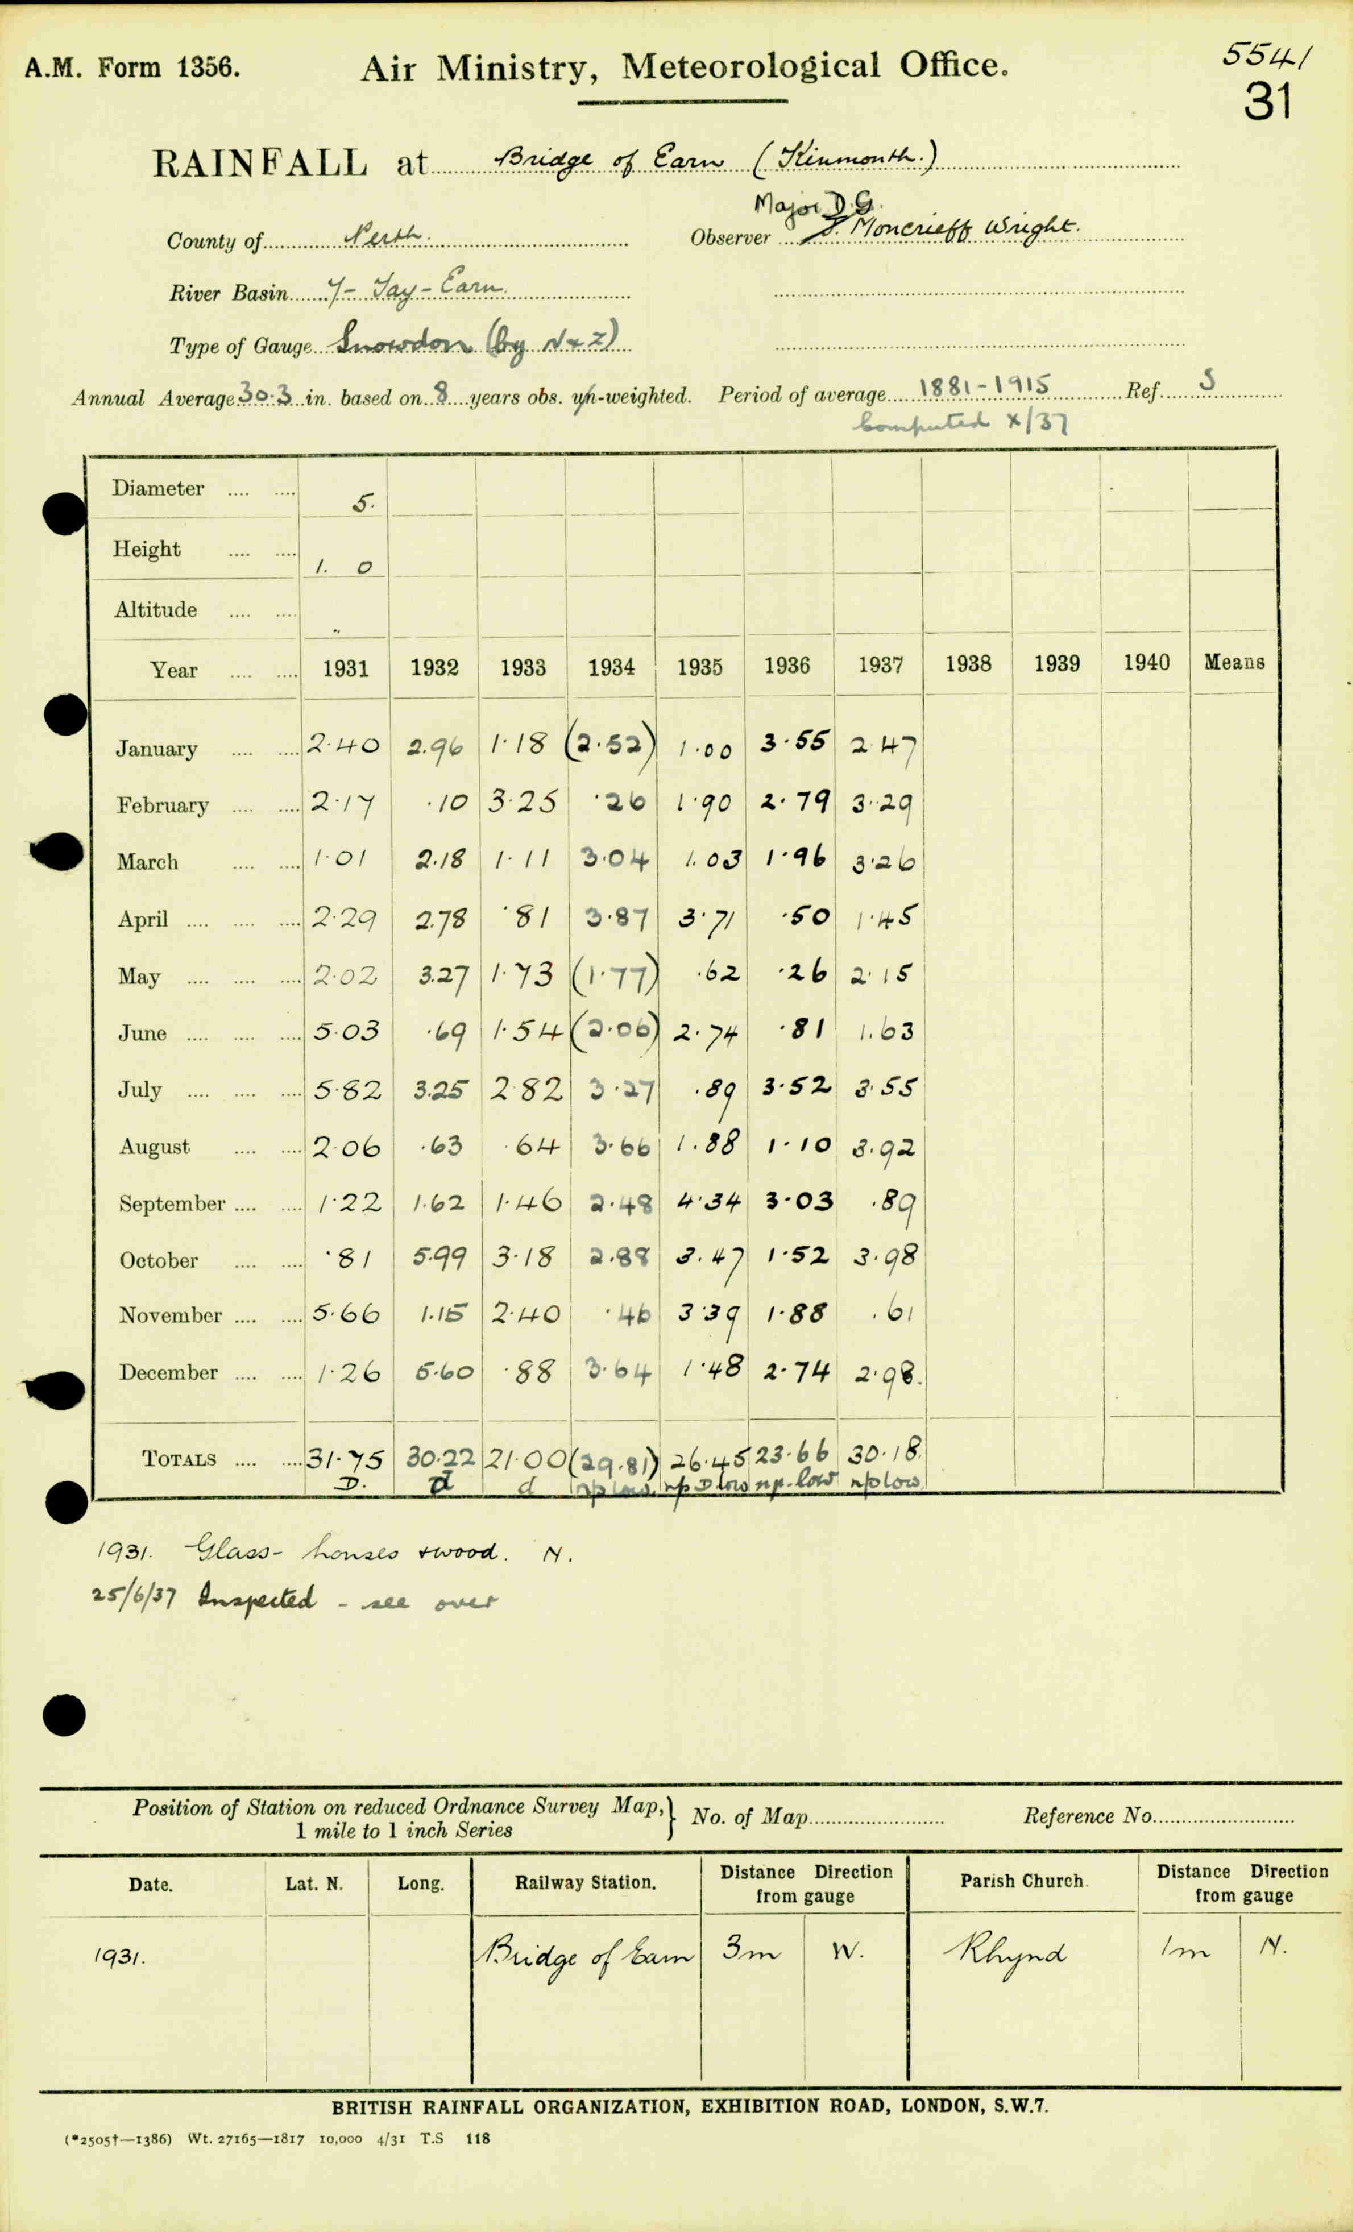 A.M. Form 1356.
Air Ministry, Meteorological Office.
5541
31
RAINFALL at Bridge of Earn (Kinmonth.)
Major D.G.
County of Perth. Observer Moncrieff Wright.
River Basin 7- Tay- Earn.
Type of Gauge Snowdon (by N+Z)
Annual Average 30.3 in. based on 8 years obs. un-weighted. Period of average 1881-1915 Ref. S
Computed X/37
Diameter 5.
Height 1. 0
Altitude
Year 1931 1932 1933 1934 1935 1936 1937 1938 1939 1940 Means
January 2.40 2.96 1.18 (2.52) 1.00 3.55 2.47
February 2.17 .10 3.25 .26 1.90 2.79 3.29
March 1.01 2.18 1.11 3.04 1.03 1.96 3.26
April 2.29 2.78 .81 3.87 3.71 .50 1.45
May 2.02 3.27 1.73 (1.77) .62 .26 2.15
June 5.03 .69 1.54 (2.06) 2.74 .81 1.63
July 5.82 3.25 2.82 3.27 .89 3.52 3.55
August 2.06 .63 .64 3.66 1.88 1.10 3.92
September 1.22 1.62 1.46 2.48 4.34 3.03 .89
October .81 5.99 3.18 2.88 3.47 1.52 3.98
November 5.66 1.15 2.40 .46 3.39 1.88 .61
December 1.26 5.60 .88 3.64 1.48 2.74 2.98.
TOTALS 31.75 30.22 21.00 (29.81) 26.45 23.66 30.18.
D. d d np low np D low np. low np low
1931. Glass-houses + wood. N.
25/6/37 Inspected - see over
Position of Station on reduced Ordnance Survey Map,} No. of Map Reference No.
1 mile to 1 inch Series
Date. Lat. N. Long. Railway Station. Distance Direction from gauge Parish Church. Distance Direction from gauge
1931. Bridge of Earn 3m W. Rhynd 1m N.
BRITISH RAINFALL ORGANIZATION, EXHIBITION ROAD, LONDON, S.W.7.
(*2505†—1386) Wt. 27165—1817 10,000 4/31 T.S 118